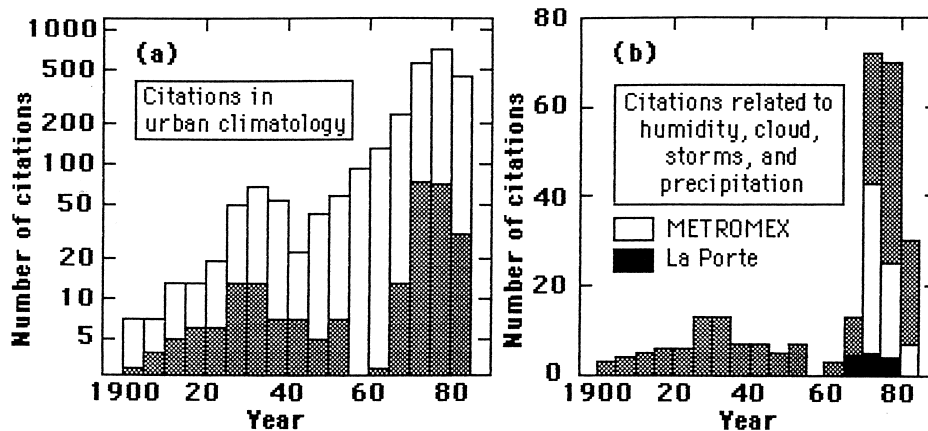 1000
500
200
100
50
20
10
5
Number of citations
(a)
Citations in
urban climatology
1900
20
40
60
80
Year
80
60
40
20
0
Number of citations
(b)
Citations related to
humidity, cloud,
storms, and
precipitation
METROMEX
La Porte
1900
20
40
60
80
Year